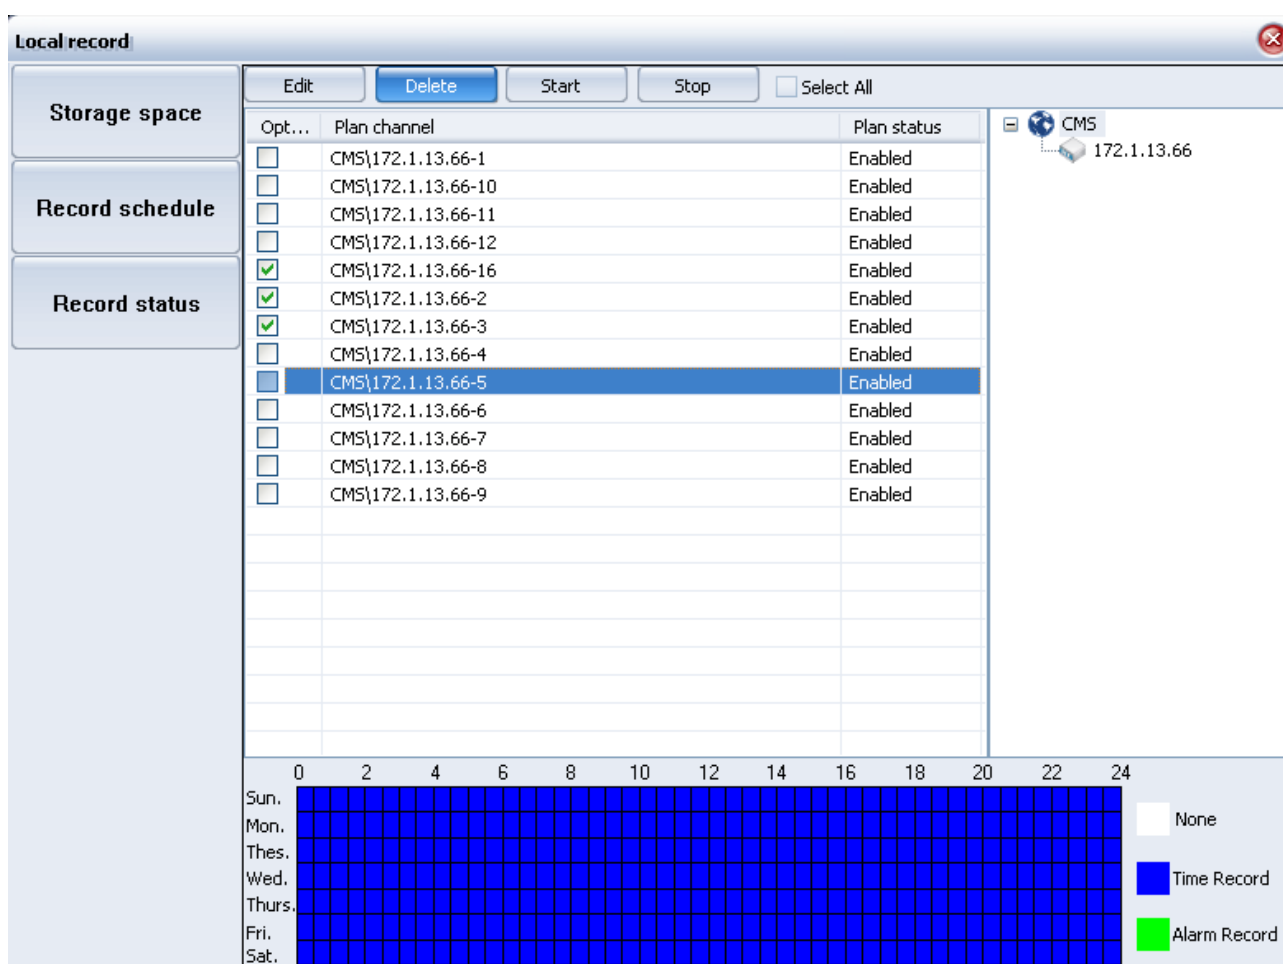 Local record
Storage space
Record schedule
Record status
Edit Delete Start Stop Select All
Opt... Plan channel Plan status
CMS\172.1.13.66-1 Enabled
CMS\172.1.13.66-10 Enabled
CMS\172.1.13.66-11 Enabled
CMS\172.1.13.66-12 Enabled
CMS\172.1.13.66-16 Enabled
CMS\172.1.13.66-2 Enabled
CMS\172.1.13.66-3 Enabled
CMS\172.1.13.66-4 Enabled
CMS\172.1.13.66-5 Enabled
CMS\172.1.13.66-6 Enabled
CMS\172.1.13.66-7 Enabled
CMS\172.1.13.66-8 Enabled
CMS\172.1.13.66-9 Enabled
CMS
172.1.13.66
0 2 4 6 8 10 12 14 16 18 20 22 24
Sun.
Mon.
Thes.
Wed.
Thurs.
Fri.
Sat.
None
Time Record
Alarm Record